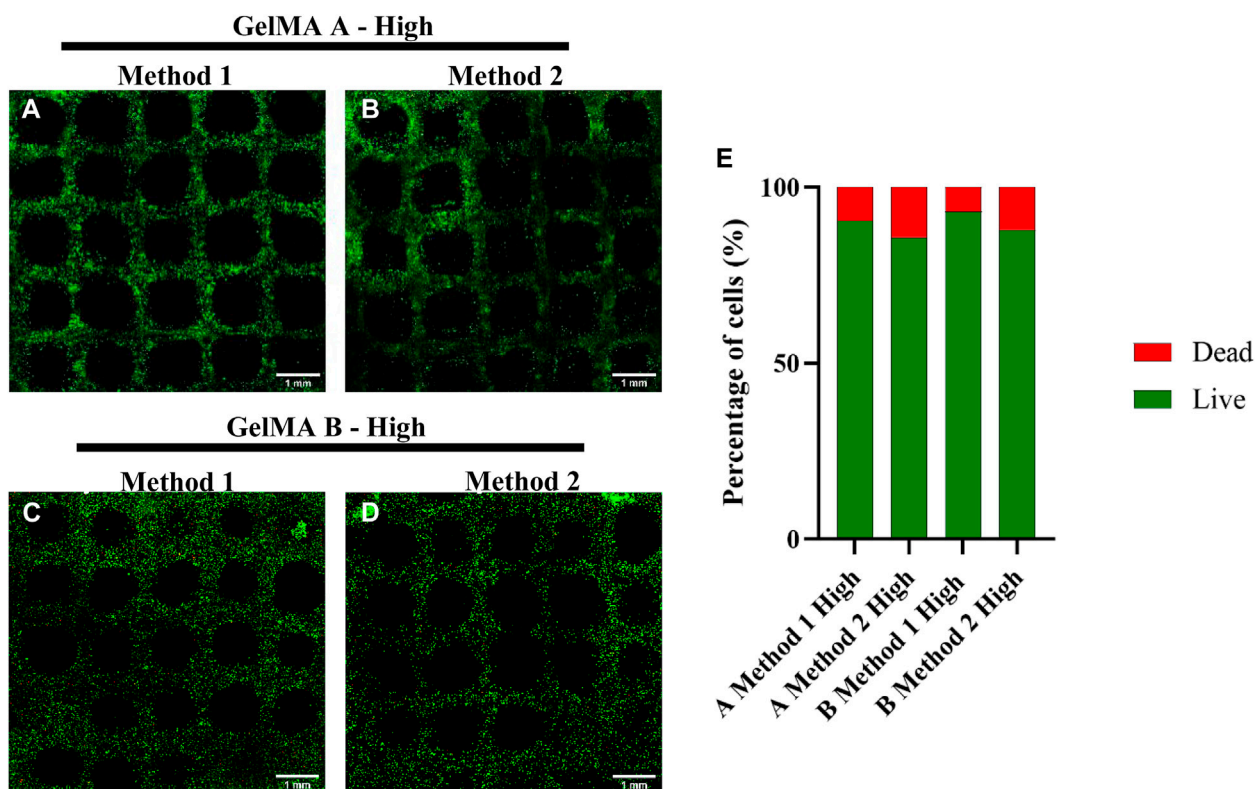 GelMA A - High
Method 1
Method 2
A
B
1 mm
1 mm
GelMA B - High
Method 1
Method 2
C
D
1 mm
1 mm
E
Percentage of cells (%)
100
50
0
A Method 1 High
A Method 2 High
B Method 1 High
B Method 2 High
Dead
Live